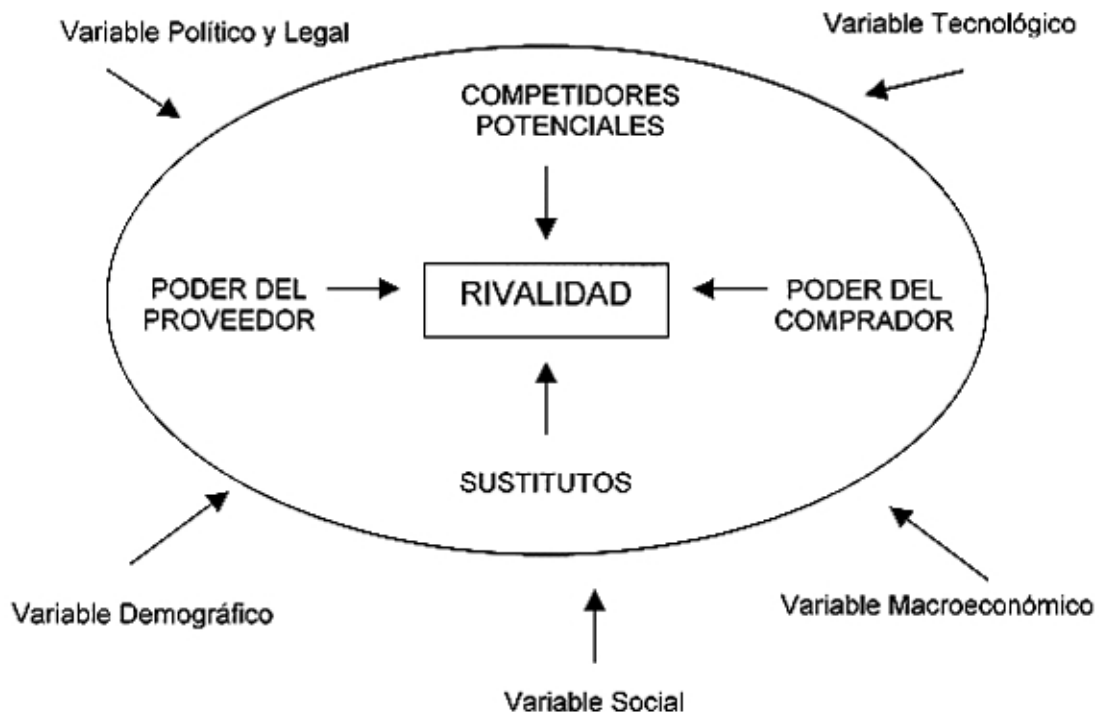 Variable Político y Legal
Variable Tecnológico
COMPETIDORES
POTENCIALES
PODER DEL
PROVEEDOR
RIVALIDAD
PODER DEL
COMPRADOR
SUSTITUTOS
Variable Demográfico
Variable Macroeconómico
Variable Social